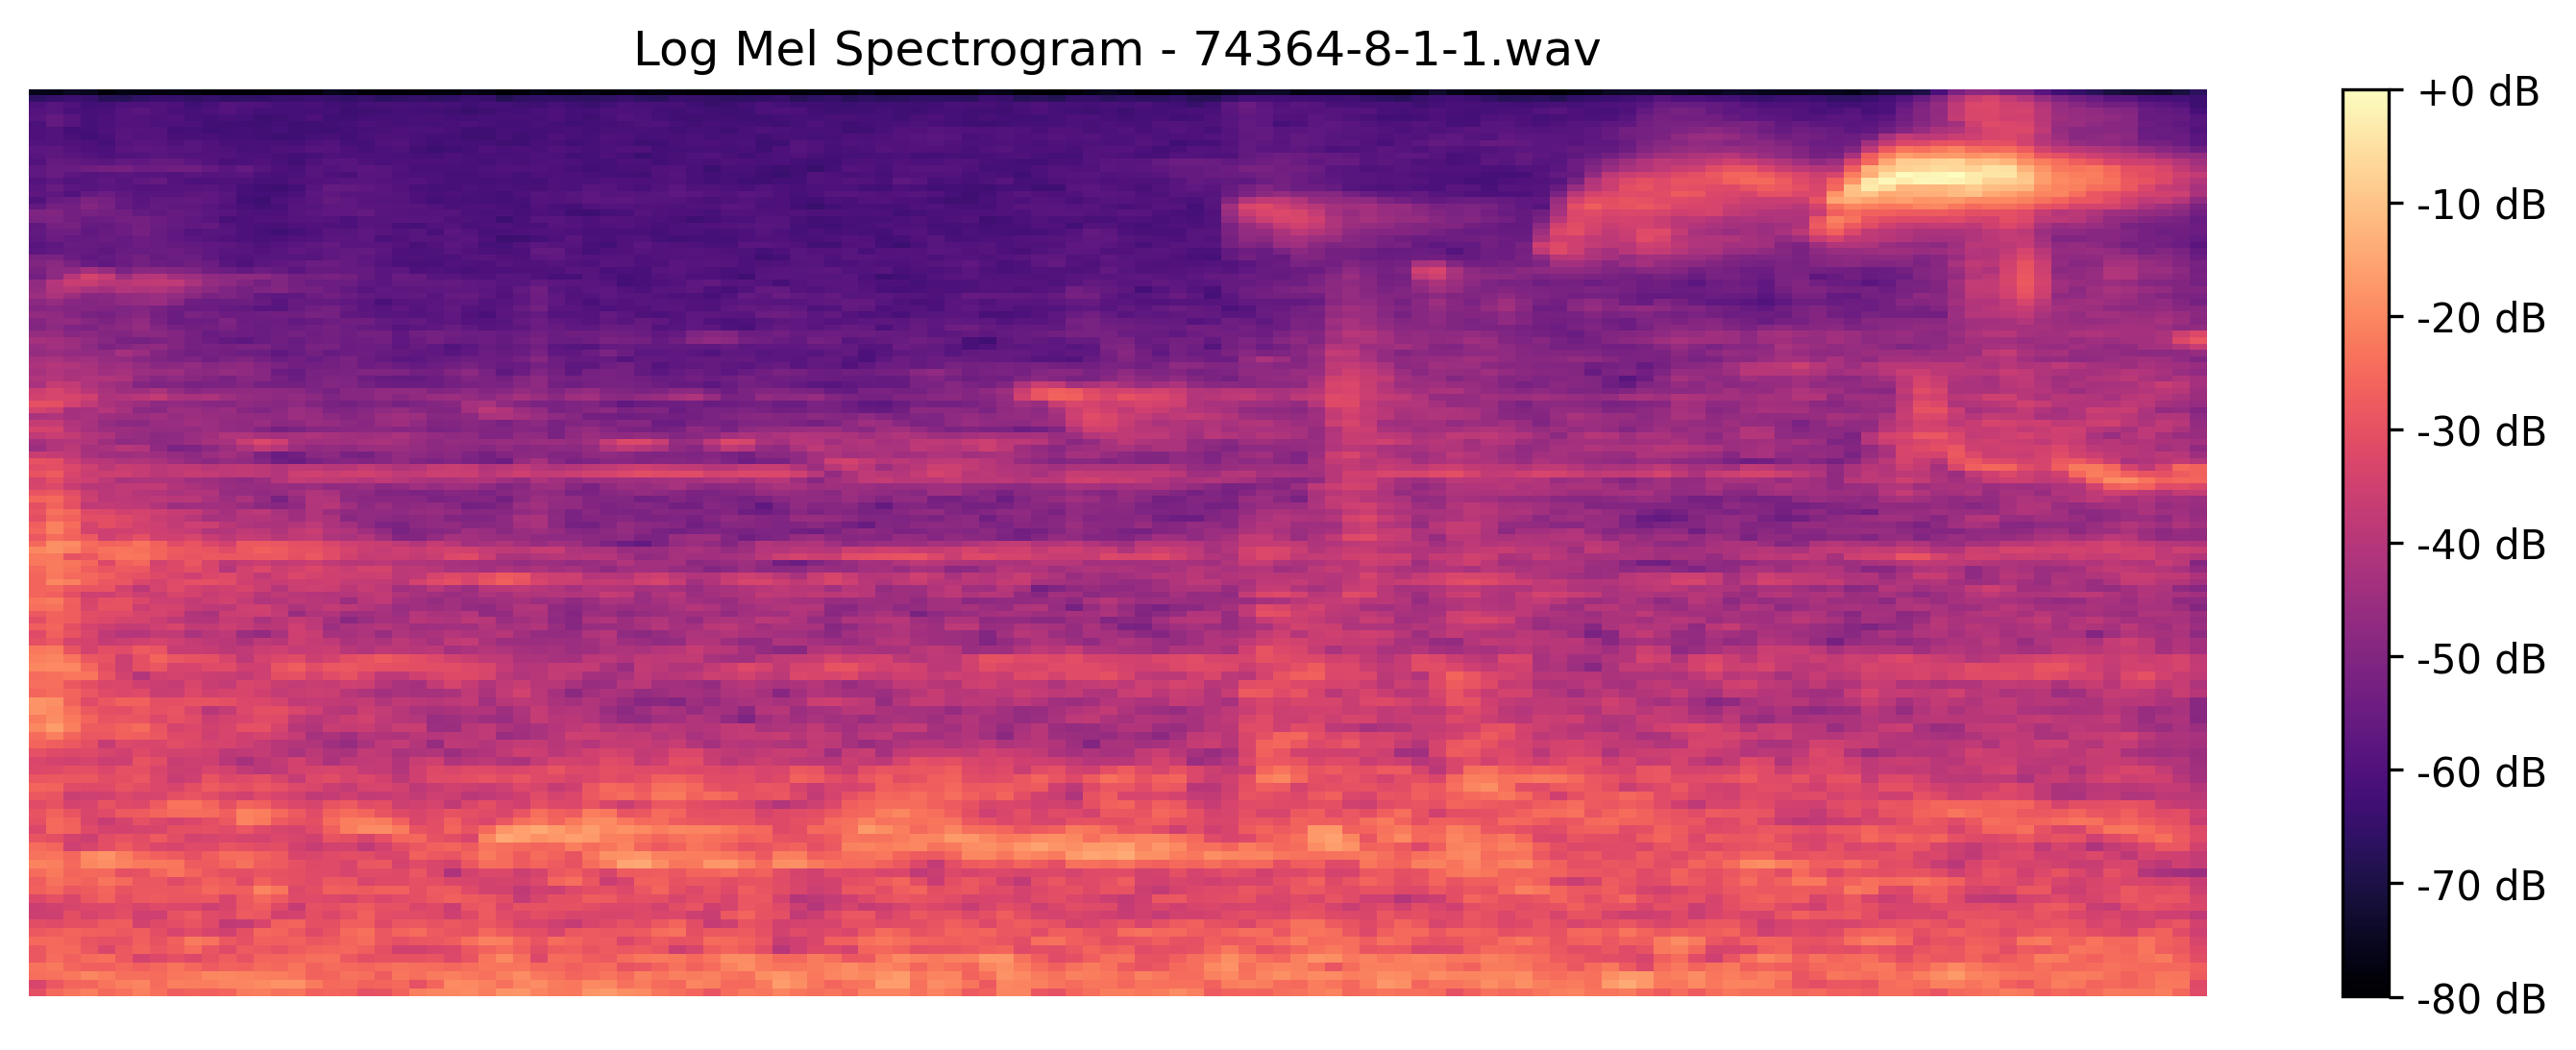 Log Mel Spectrogram - 74364-8-1-1.wav
+0 dB
-10 dB
-20 dB
-30 dB
-40 dB
-50 dB
-60 dB
-70 dB
-80 dB